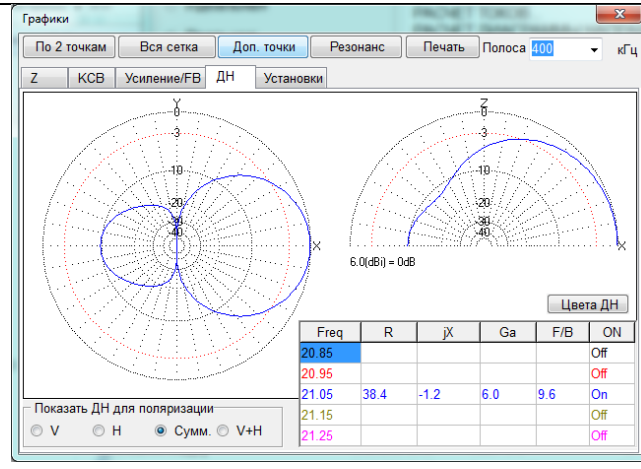 Графики
По 2 точкам Вся сетка Доп. точки Резонанс Печать Полоса 400 кГц
Z КСВ Усиление/FB ДН Установки
Y
-0-
-3-
-10-
-20-
-30-
-40-
X
Z
-0-
-3-
-10-
-20-
-30-
-40-
X
6.0(dBi) = 0dB
Цвета ДН
Freq R jX Ga F/B ON
20.85 Off
20.95 Off
21.05 38.4 -1.2 6.0 9.6 On
21.15 Off
21.25 Off
Показать ДН для поляризации
V H Сумм. V+H